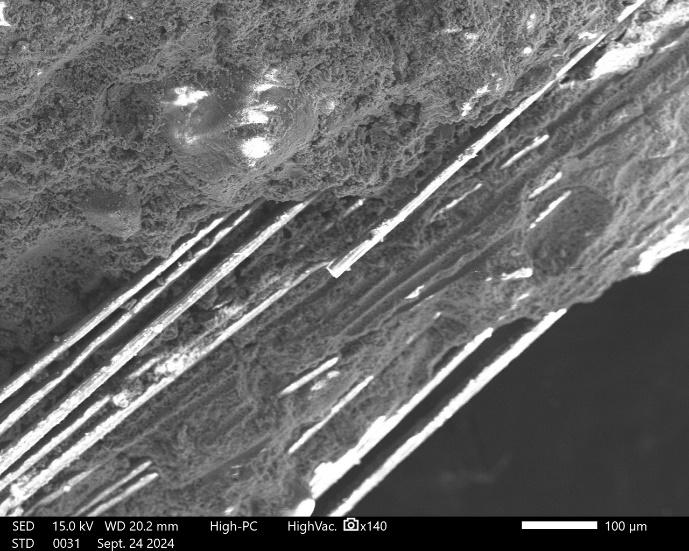 SED 15.0 kV WD 20.2 mm High-PC HighVac. x140 100 µm
STD 0031 Sept. 24 2024